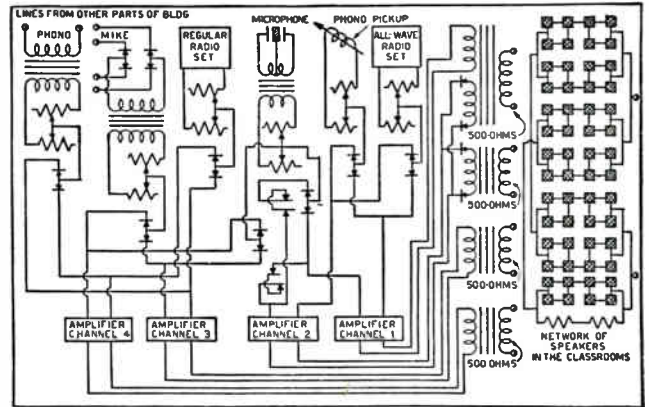 LINES FROM OTHER PARTS OF BLDG
PHONO
MIKE
REGULAR
RADIO
SET
MICROPHONE
PHONO PICKUP
ALL-WAVE
RADIO
SET
500-OHMS
500-OHMS
500-OHMS
500-OHMS
AMPLIFIER
CHANNEL 4
AMPLIFIER
CHANNEL 3
AMPLIFIER
CHANNEL 2
AMPLIFIER
CHANNEL 1
NETWORK OF
SPEAKERS
IN THE CLASSROOMS